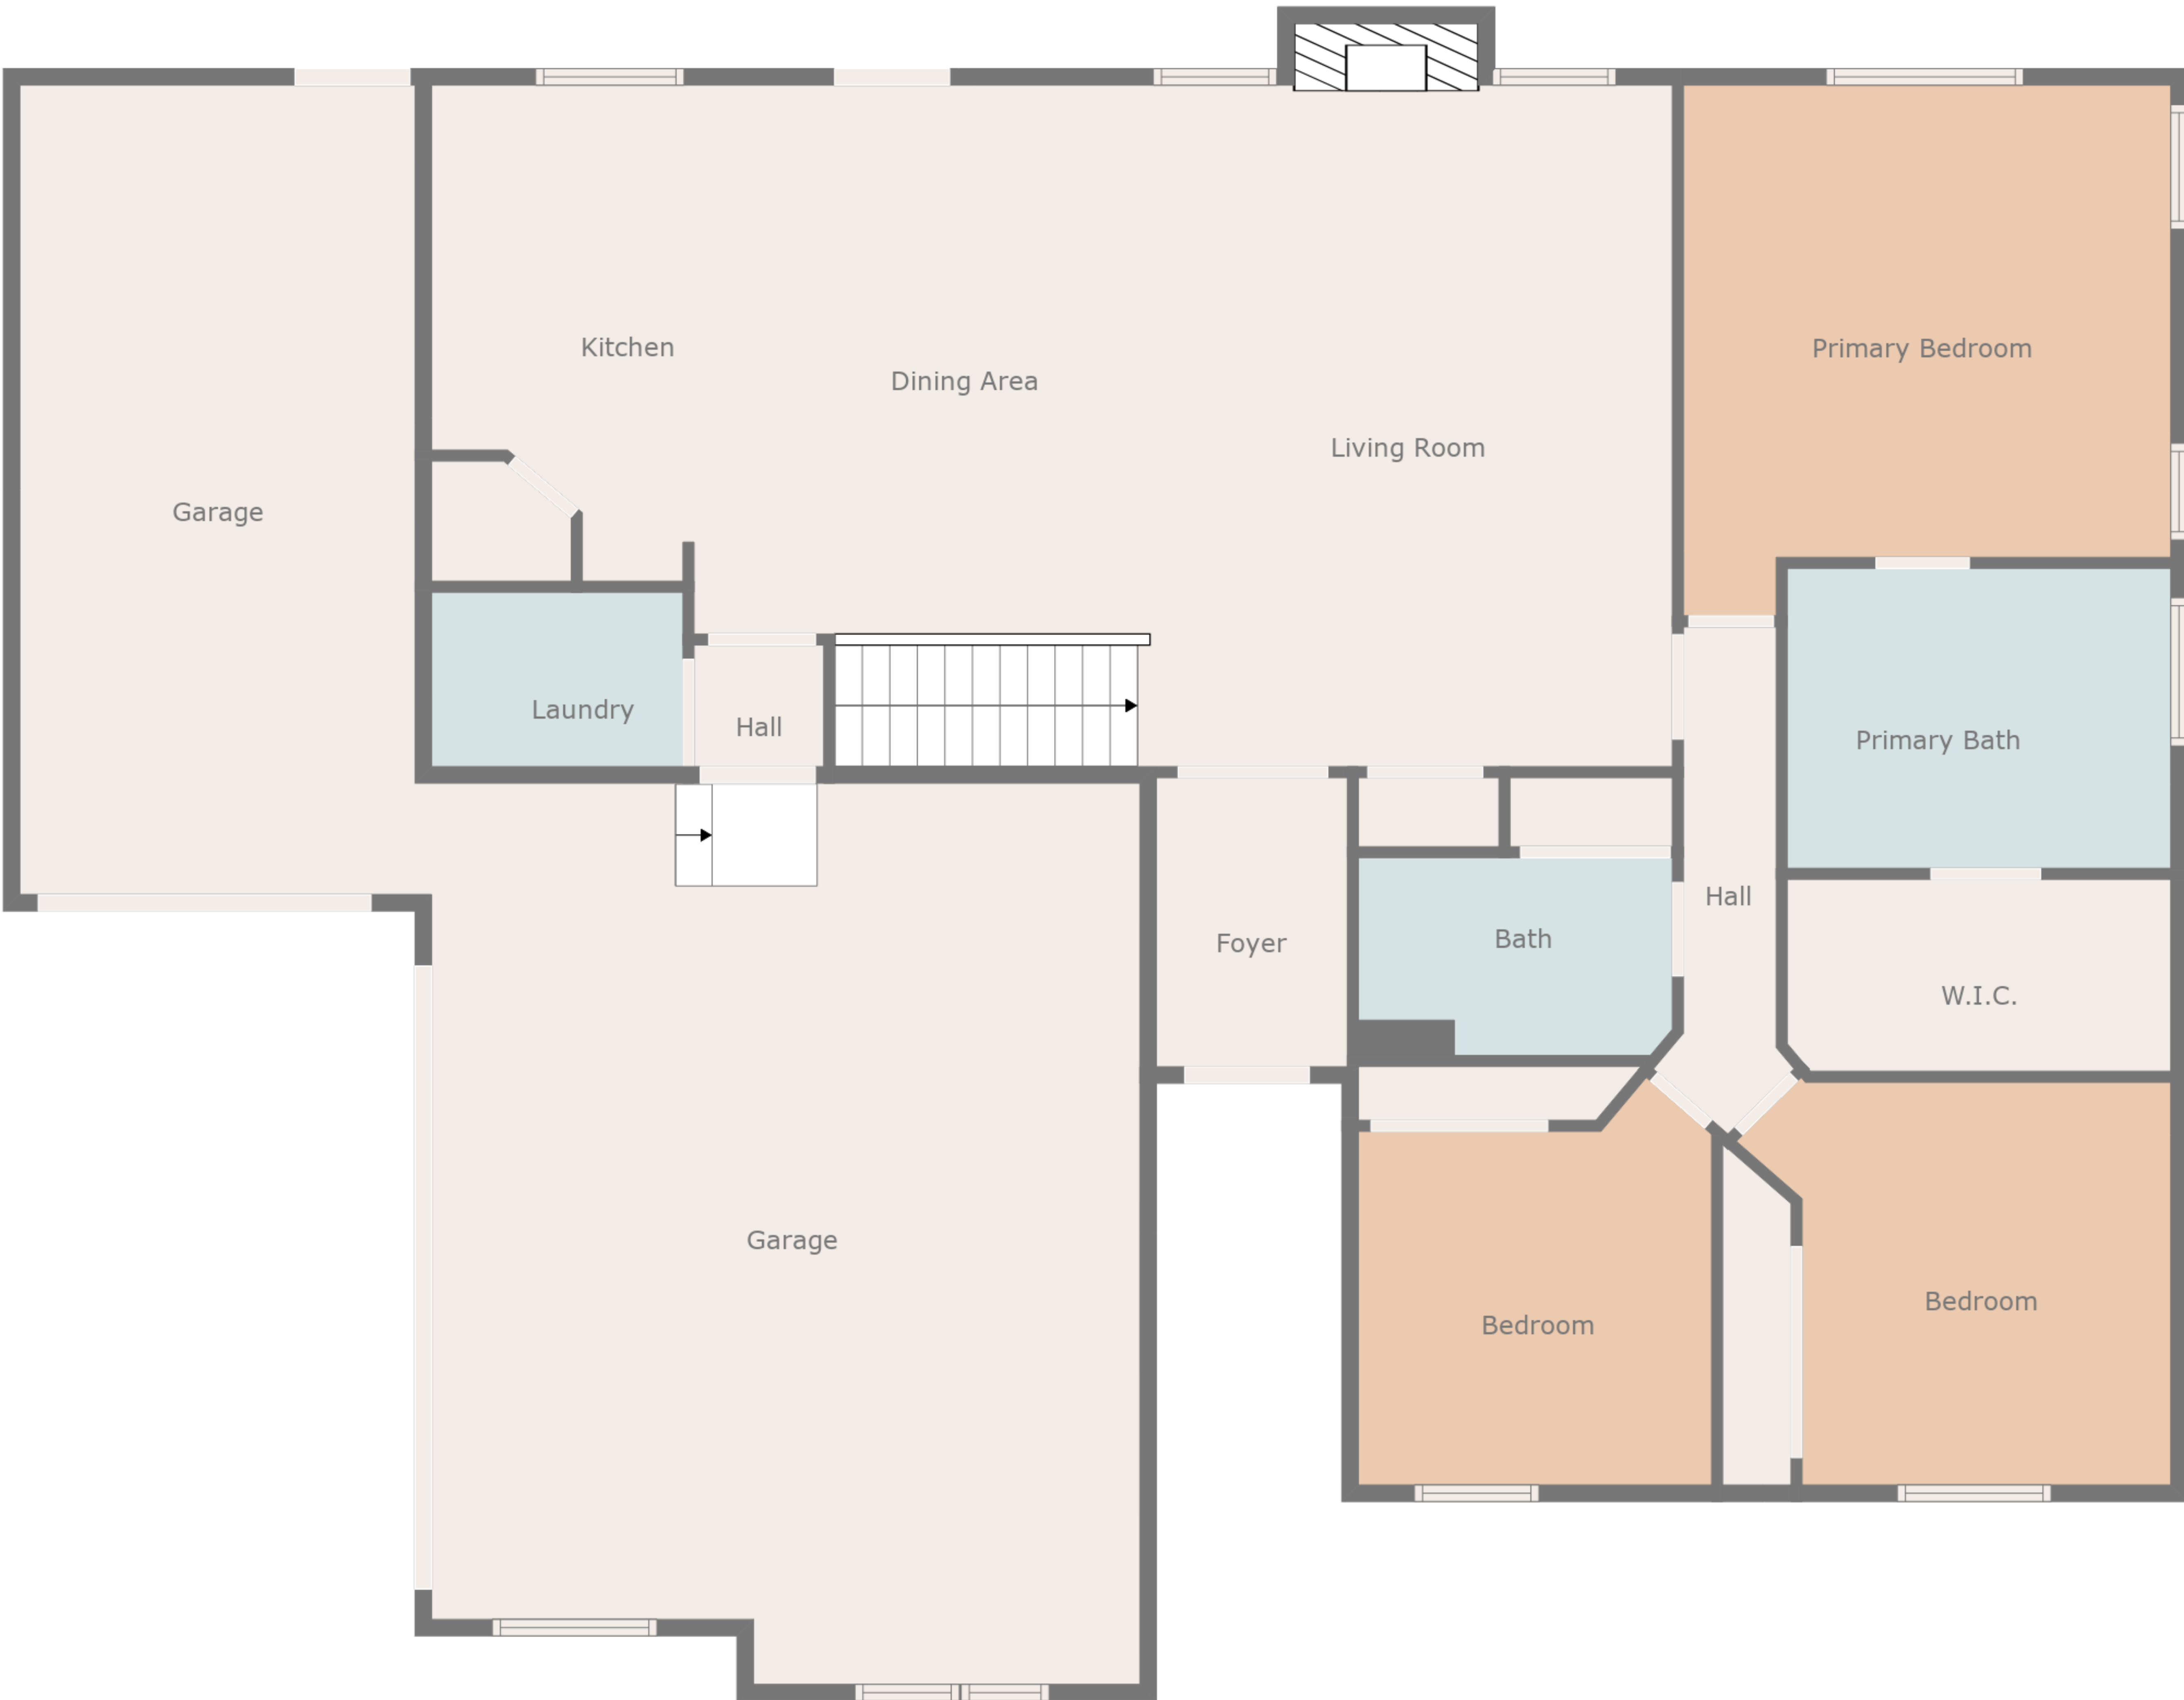 Kitchen
Primary Bedroom
Dining Area
Living Room
Garage
Laundry
Hall
Primary Bath
Hall
Foyer
Bath
W.I.C.
Garage
Bedroom
Bedroom